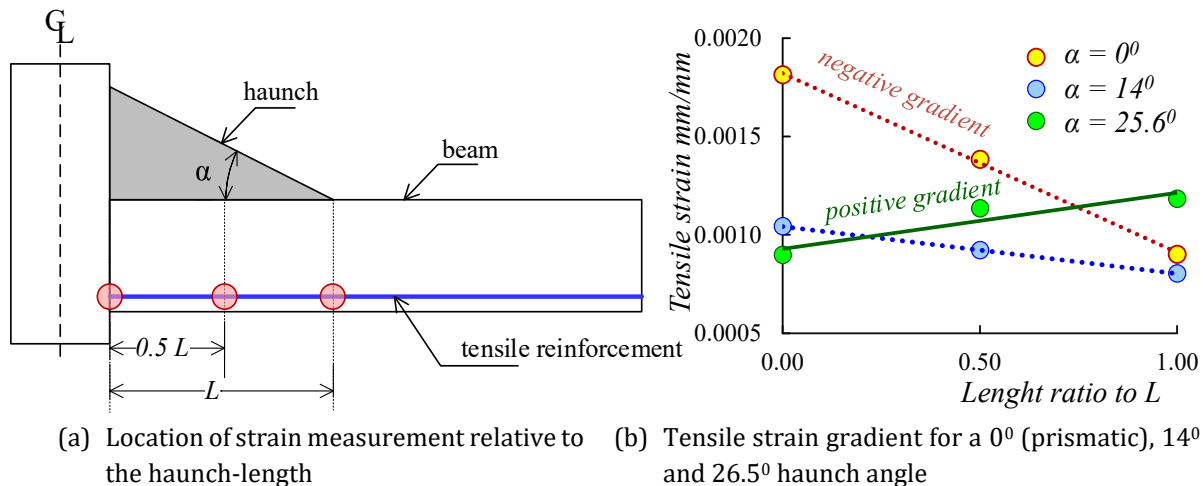 C
L
haunch
beam
α
0.5 L
L
tensile reinforcement
(a) Location of strain measurement relative to
the haunch-length
Tensile strain mm/mm
0.0020
0.0015
0.0010
0.0005
0.00
0.50
1.00
Lenght ratio to L
negative gradient
positive gradient
α = 0⁰
α = 14⁰
α = 25.6⁰
(b) Tensile strain gradient for a 0⁰ (prismatic), 14⁰
and 26.5⁰ haunch angle